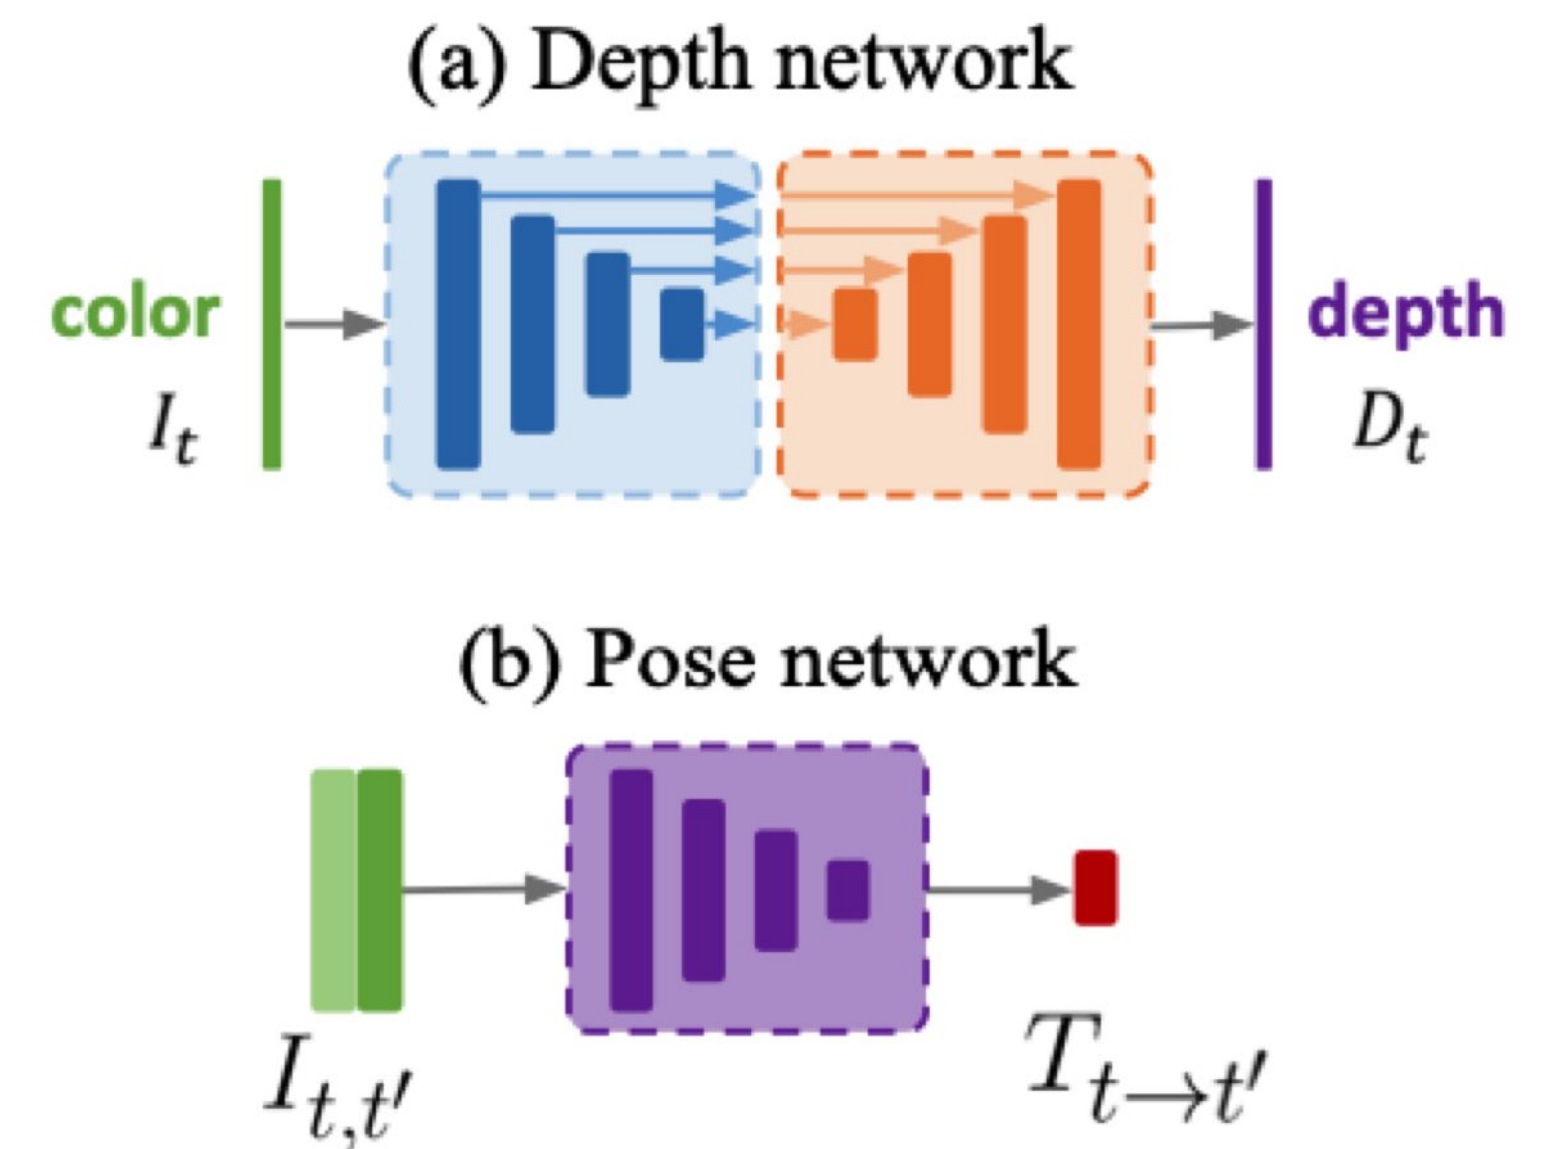 (a) Depth network
color
depth
I_t
D_t
(b) Pose network
I_{t,t'}
T_{t→t'}